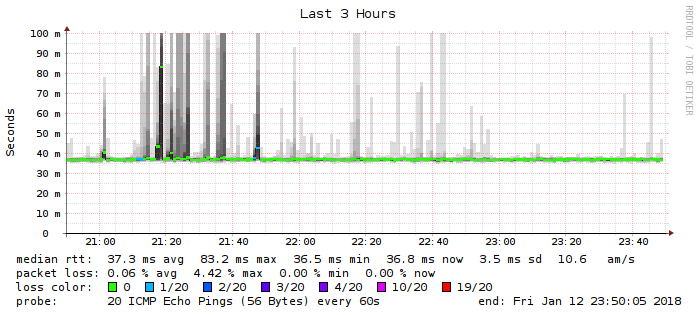 Last 3 Hours
RRDTOOL / TOBI OETIKER
Seconds
100 m
90 m
80 m
70 m
60 m
50 m
40 m
30 m
20 m
10 m
0
21:00 21:20 21:40 22:00 22:20 22:40 23:00 23:20 23:40
median rtt: 37.3 ms avg 83.2 ms max 36.5 ms min 36.8 ms now 3.5 ms sd 10.6 am/s
packet loss: 0.06 % avg 4.42 % max 0.00 % min 0.00 % now
loss color: 0 1/20 2/20 3/20 4/20 10/20 19/20
probe: 20 ICMP Echo Pings (56 Bytes) every 60s end: Fri Jan 12 23:50:05 2018